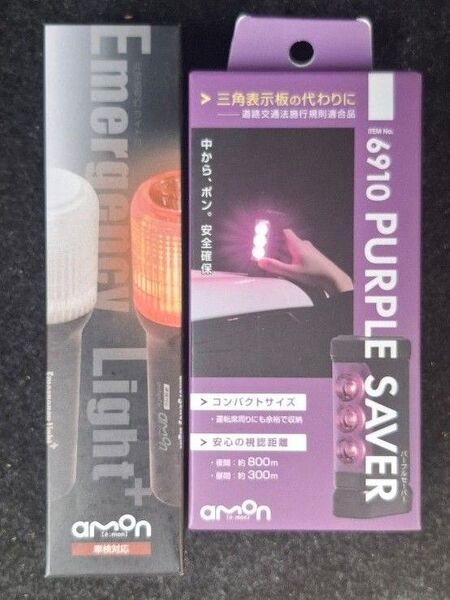 Emergency Light+
amon
[é:mon]
車検対応
三角表示板の代わりに
道路交通法施行規則適合品
中から、ポン。安全確保
ITEM No.
6910 PURPLE SAVER
パープルセーバー
コンパクトサイズ
・運転席周りにも余裕で収納
安心の視認距離
・夜間：約800m
・昼間：約300m
amon
[é:mon]